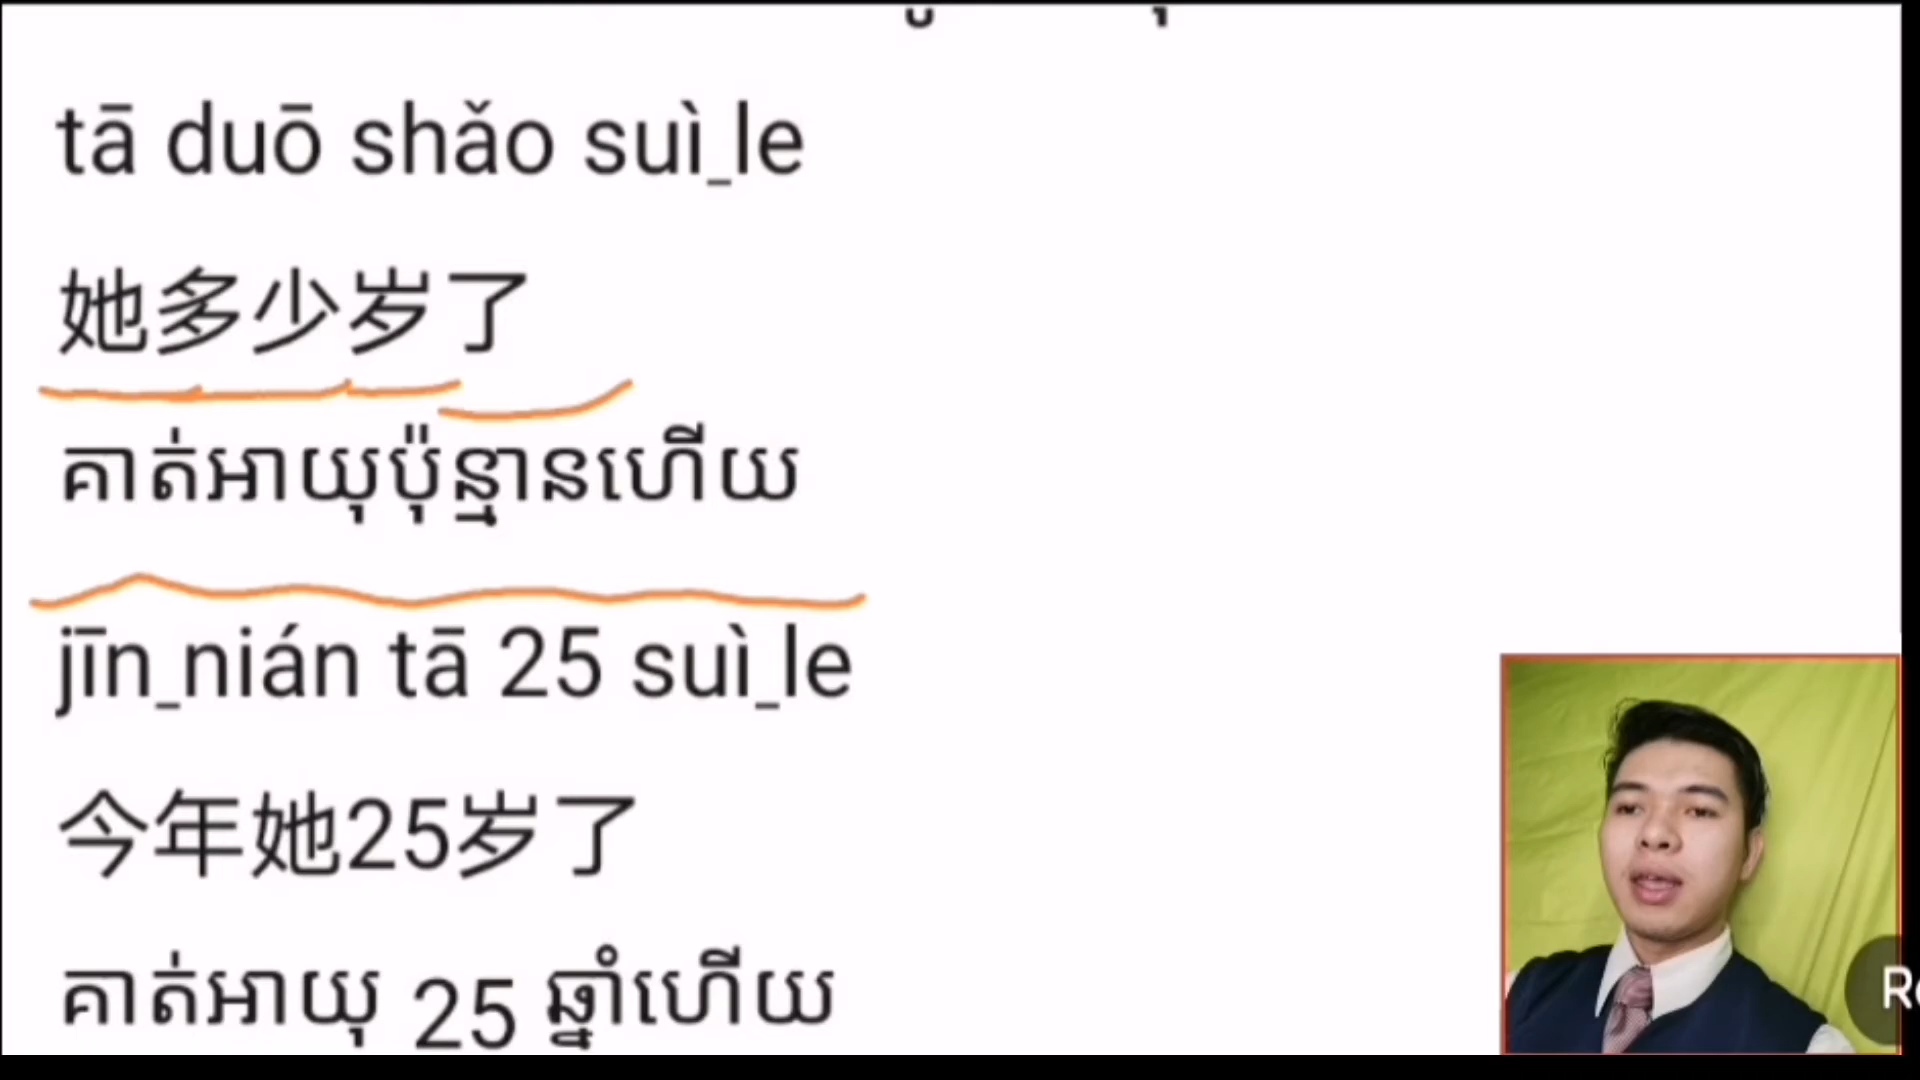 tā duō shǎo suì_le
她多少岁了
គាត់អាយុប៉ុន្មានហើយ
jīn_nián tā 25 suì_le
今年她25岁了
គាត់អាយុ 25 ឆ្នាំហើយ